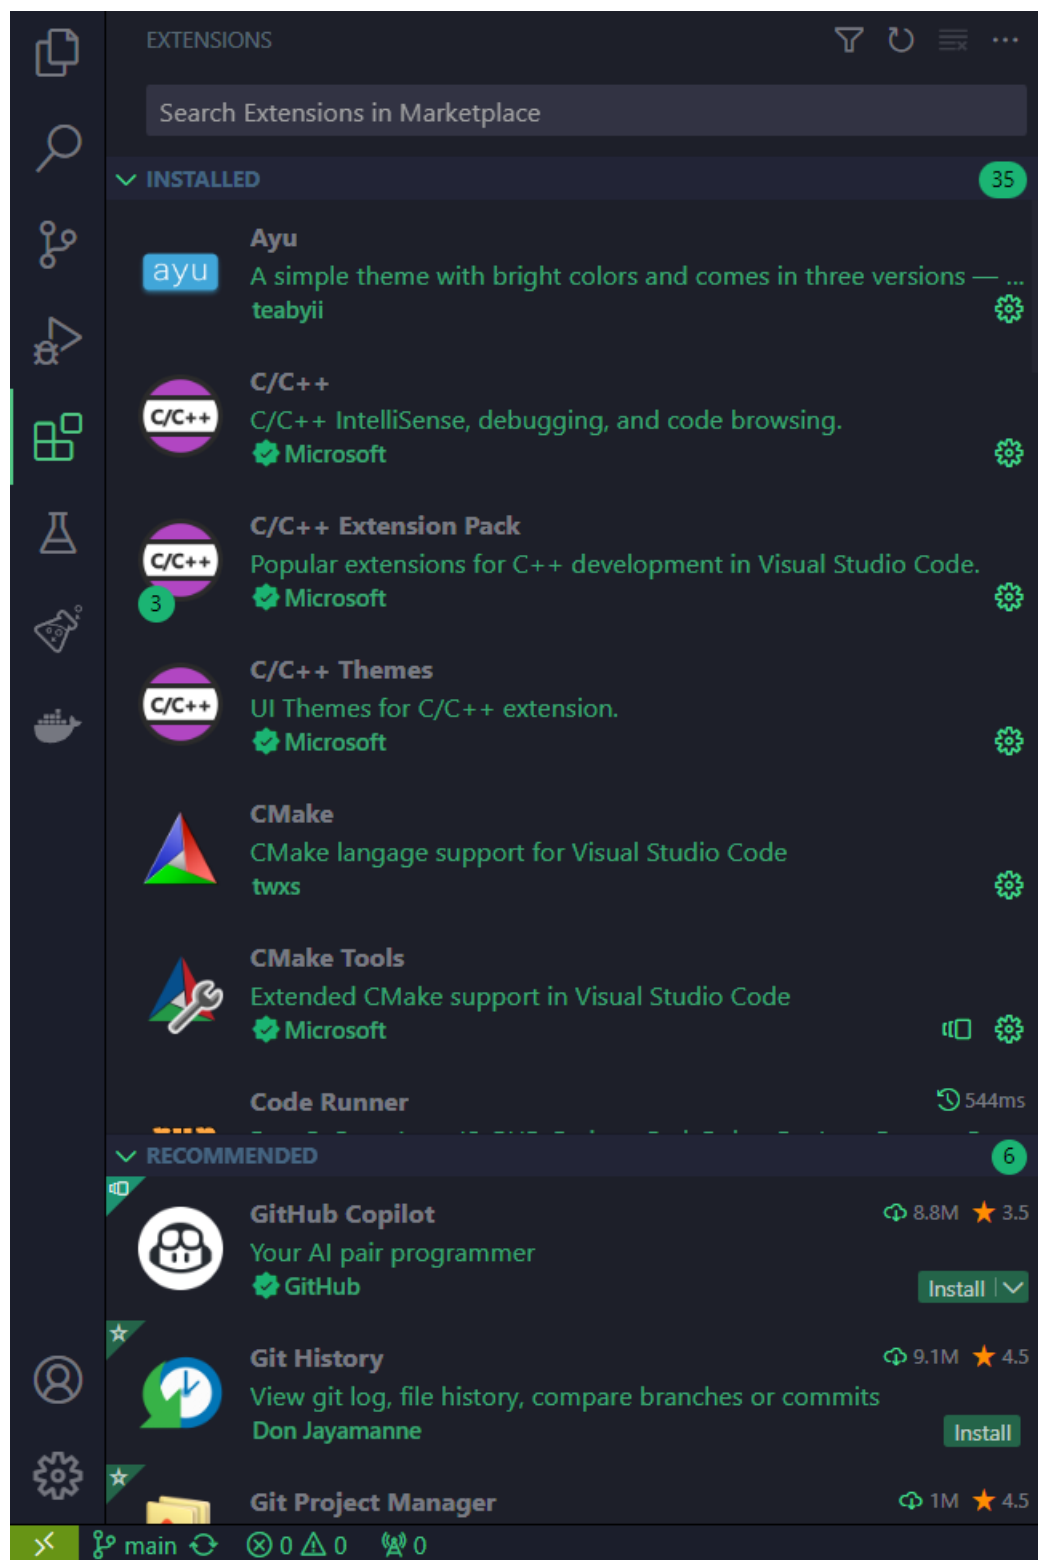 EXTENSIONS
Search Extensions in Marketplace
INSTALLED 35
Ayu
ayu
A simple theme with bright colors and comes in three versions — ...
teabyii
C/C++
C/C++
C/C++ IntelliSense, debugging, and code browsing.
Microsoft
C/C++ Extension Pack
C/C++
Popular extensions for C++ development in Visual Studio Code.
3
Microsoft
C/C++ Themes
C/C++
UI Themes for C/C++ extension.
Microsoft
CMake
CMake langage support for Visual Studio Code
twxs
CMake Tools
Extended CMake support in Visual Studio Code
Microsoft
Code Runner 544ms
RECOMMENDED 6
GitHub Copilot 8.8M 3.5
Your AI pair programmer
GitHub Install
Git History 9.1M 4.5
View git log, file history, compare branches or commits
Don Jayamanne Install
Git Project Manager 1M 4.5
main 0 0 0